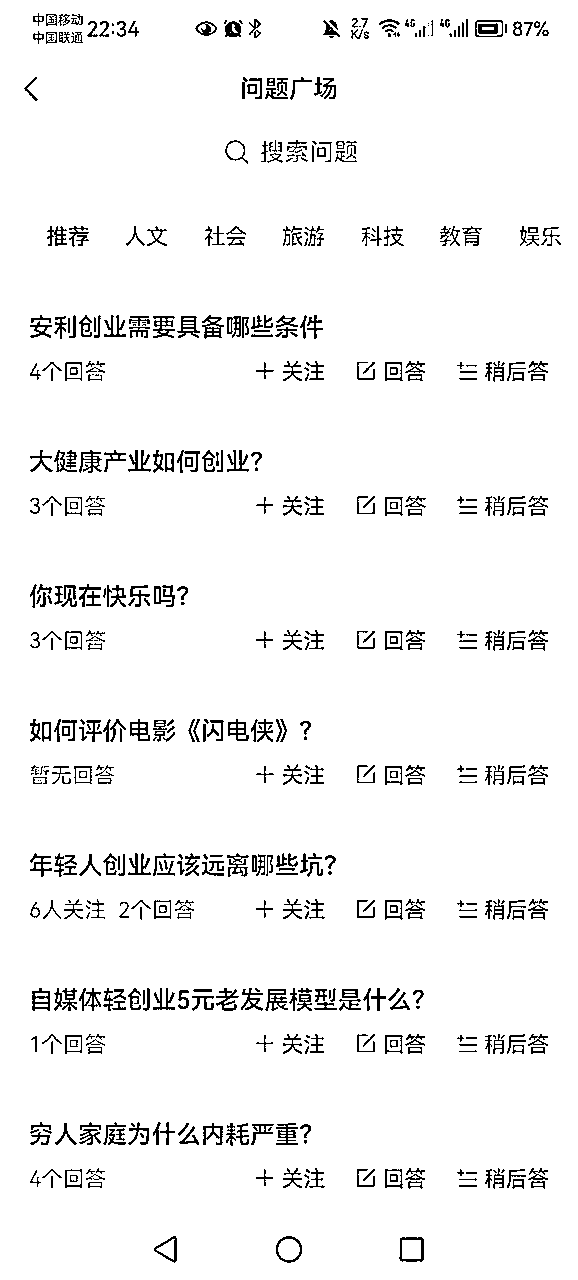 中国移动
中国联通 22:34 2.7 K/s 4G 4G 87%
问题广场
搜索问题
推荐 人文 社会 旅游 科技 教育 娱乐
安利创业需要具备哪些条件
4个回答 + 关注 回答 稍后答
大健康产业如何创业?
3个回答 + 关注 回答 稍后答
你现在快乐吗?
3个回答 + 关注 回答 稍后答
如何评价电影《闪电侠》?
暂无回答 + 关注 回答 稍后答
年轻人创业应该远离哪些坑?
6人关注 2个回答 + 关注 回答 稍后答
自媒体轻创业5元老发展模型是什么?
1个回答 + 关注 回答 稍后答
穷人家庭为什么内耗严重?
4个回答 + 关注 回答 稍后答